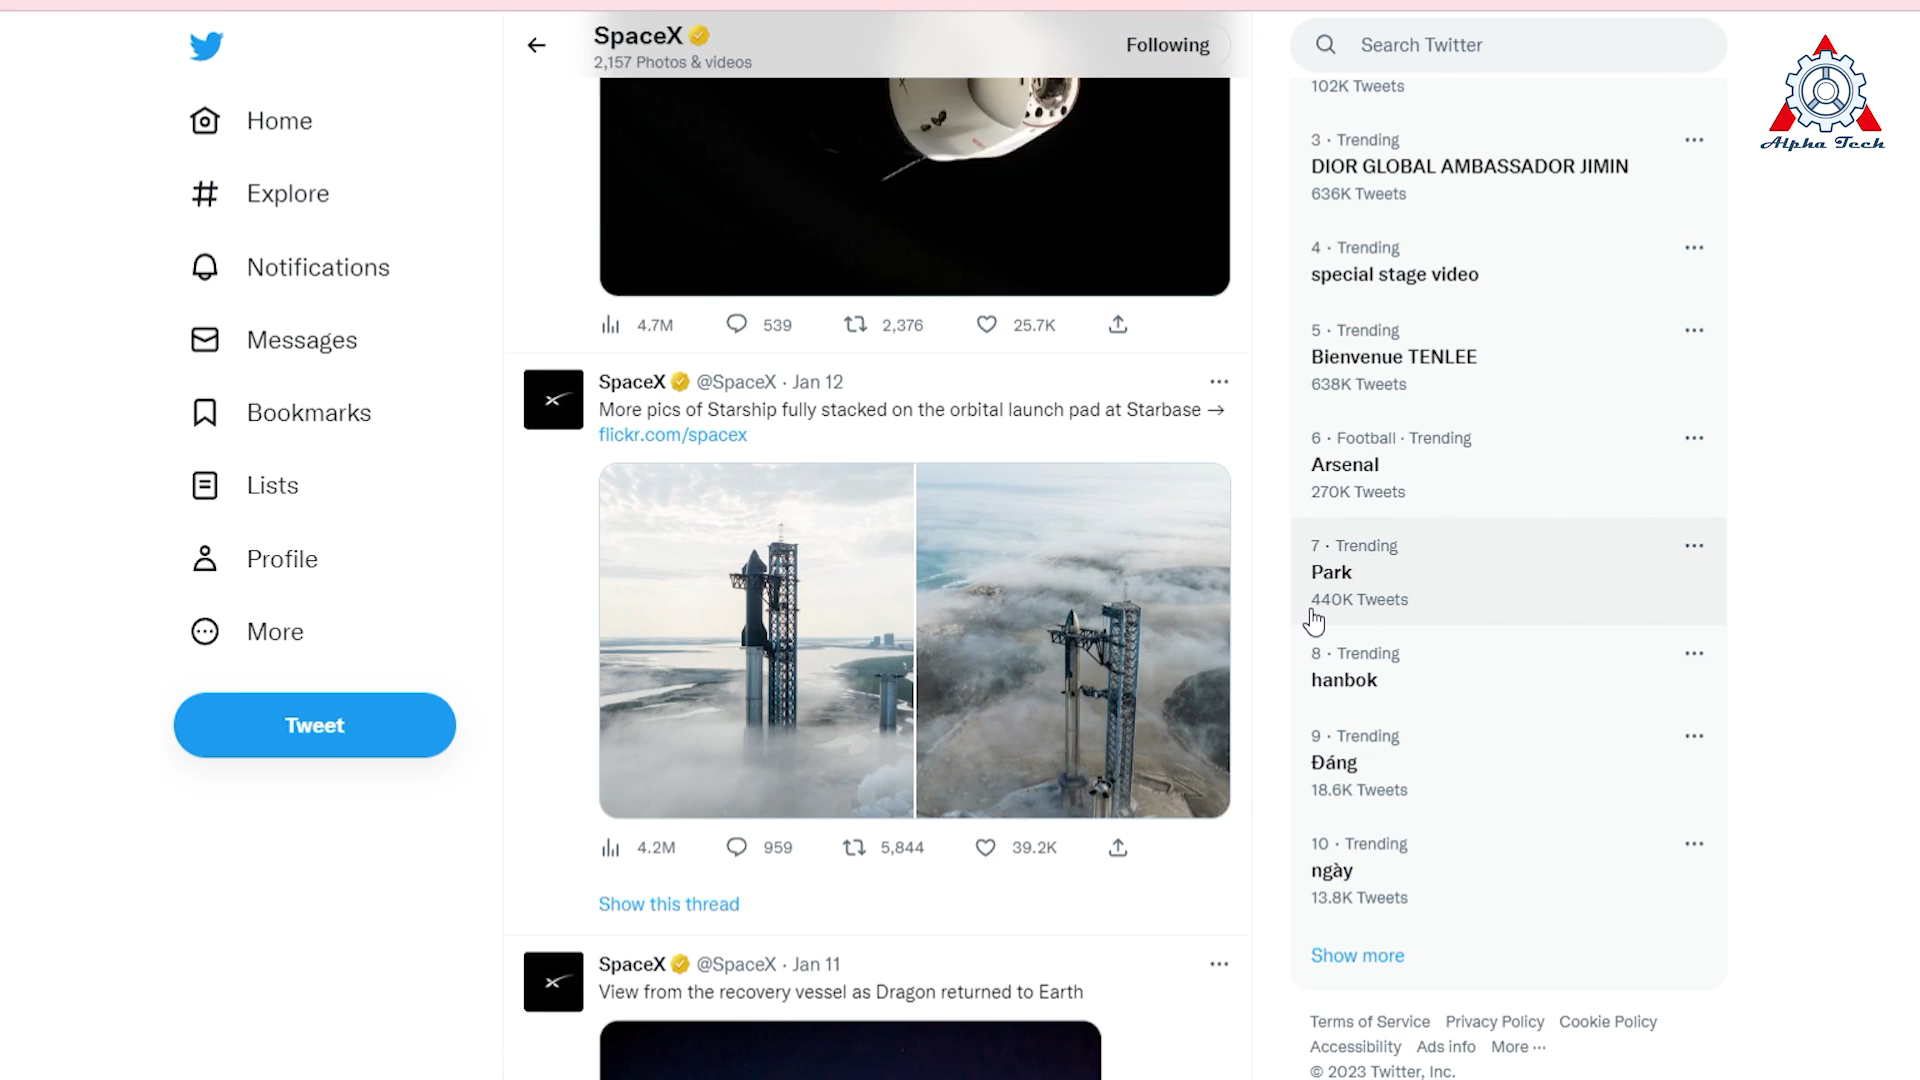 Home
Explore
Notifications
Messages
Bookmarks
Lists
Profile
More
Tweet
SpaceX
2,157 Photos & videos
Following
4.7M 539 2,376 25.7K
SpaceX @SpaceX · Jan 12
More pics of Starship fully stacked on the orbital launch pad at Starbase →
flickr.com/spacex
4.2M 959 5,844 39.2K
Show this thread
SpaceX @SpaceX · Jan 11
View from the recovery vessel as Dragon returned to Earth
Search Twitter
102K Tweets
3 · Trending
DIOR GLOBAL AMBASSADOR JIMIN
636K Tweets
4 · Trending
special stage video
5 · Trending
Bienvenue TENLEE
638K Tweets
6 · Football · Trending
Arsenal
270K Tweets
7 · Trending
Park
440K Tweets
8 · Trending
hanbok
9 · Trending
Đáng
18.6K Tweets
10 · Trending
ngày
13.8K Tweets
Show more
Terms of Service Privacy Policy Cookie Policy
Accessibility Ads info More ···
© 2023 Twitter, Inc.
Alpha Tech